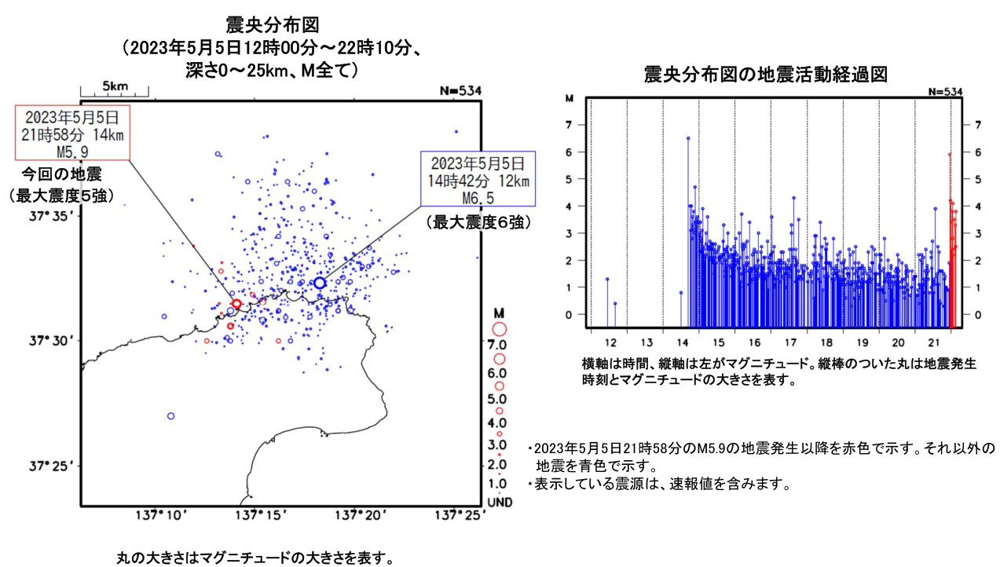 震央分布図
（2023年5月5日12時00分～22時10分、
深さ0～25km、M全て）
5km
N=534
2023年5月5日
21時58分 14km
M5.9
今回の地震
（最大震度５強）
2023年5月5日
14時42分 12km
M6.5
（最大震度６強）
37°35′
37°30′
37°25′
137°10′ 137°15′ 137°20′ 137°25′
M
7.0
6.0
5.0
4.0
3.0
2.0
1.0
UND
丸の大きさはマグニチュードの大きさを表す。
震央分布図の地震活動経過図
N=534
M
7 7
6 6
5 5
4 4
3 3
2 2
1 1
0 0
12 13 14 15 16 17 18 19 20 21
横軸は時間、縦軸は左がマグニチュード。縦棒のついた丸は地震発生
時刻とマグニチュードの大きさを表す。
・2023年5月5日21時58分のM5.9の地震発生以降を赤色で示す。それ以外の
地震を青色で示す。
・表示している震源は、速報値を含みます。